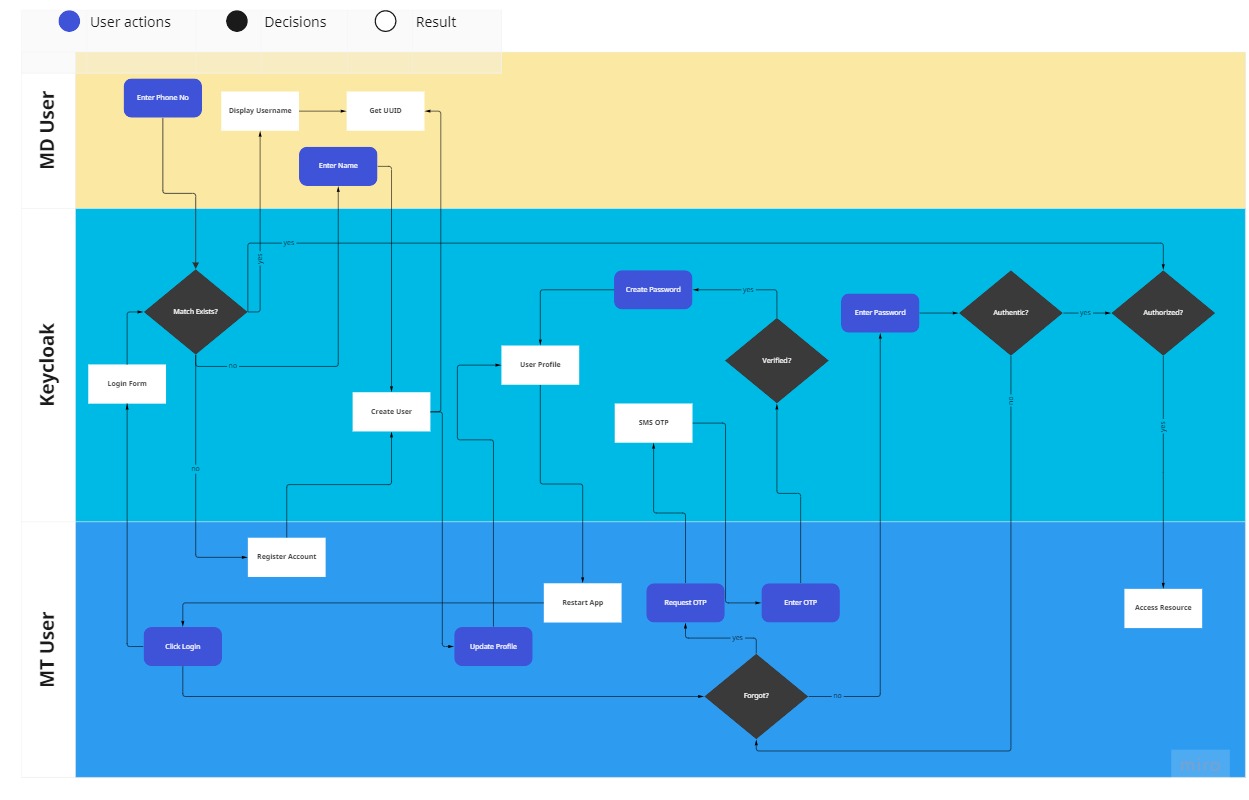 User actions
Decisions
Result
MD User
Enter Phone No
Display Username
Get UUID
Enter Name
Keycloak
yes
yes
Match Exists?
no
no
Login Form
Create User
Create Password
yes
User Profile
Verified?
SMS OTP
Enter Password
Authentic?
yes
Authorized?
no
yes
MT User
Register Account
Restart App
Request OTP
Enter OTP
Access Resource
Click Login
Update Profile
yes
Forgot?
no
miro